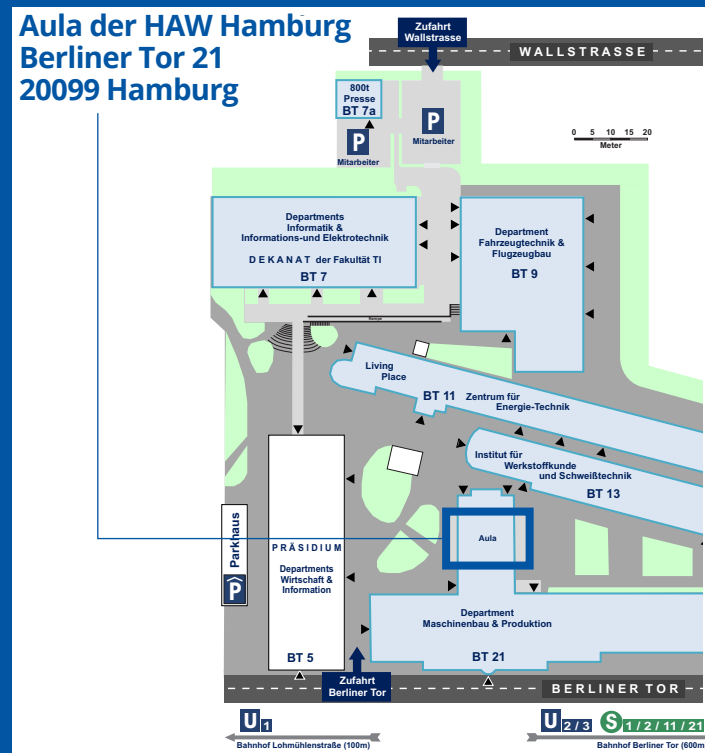 Aula der HAW Hamburg
Berliner Tor 21
20099 Hamburg
Zufahrt
Wallstrasse
WALLSTRASSE
800t
Presse
BT 7a
P
Mitarbeiter
P
Mitarbeiter
0 5 10 15 20
Meter
Departments
Informatik &
Informations-und Elektrotechnik
DEKANAT der Fakultät TI
BT 7
Department
Fahrzeugtechnik &
Flugzeugbau
BT 9
Rampe
Living
Place
BT 11
Zentrum für
Energie-Technik
Institut für
Werkstoffkunde
und Schweißtechnik
BT 13
Parkhaus
P
PRÄSIDIUM
Departments
Wirtschaft &
Information
BT 5
Aula
Department
Maschinenbau & Produktion
BT 21
Zufahrt
Berliner Tor
BERLINER TOR
U 1
Bahnhof Lohmühlenstraße (100m)
U 2 / 3 S 1 / 2 / 11 / 21
Bahnhof Berliner Tor (600m